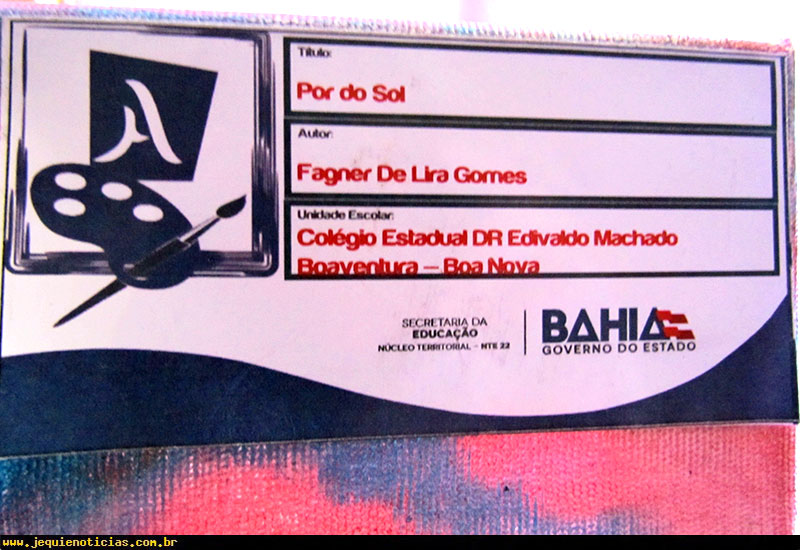 Título:
Por do Sol
Autor:
Fagner De Lira Gomes
Unidade Escolar:
Colégio Estadual DR Edivaldo Machado
Boaventura – Boa Nova
SECRETARIA DA
EDUCAÇÃO
NÚCLEO TERRITORIAL - NTE 22
BAHIA
GOVERNO DO ESTADO
www.jequienoticias.com.br